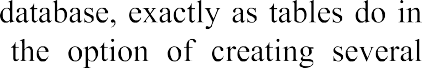 database, exactly as tables do in
the option of creating several